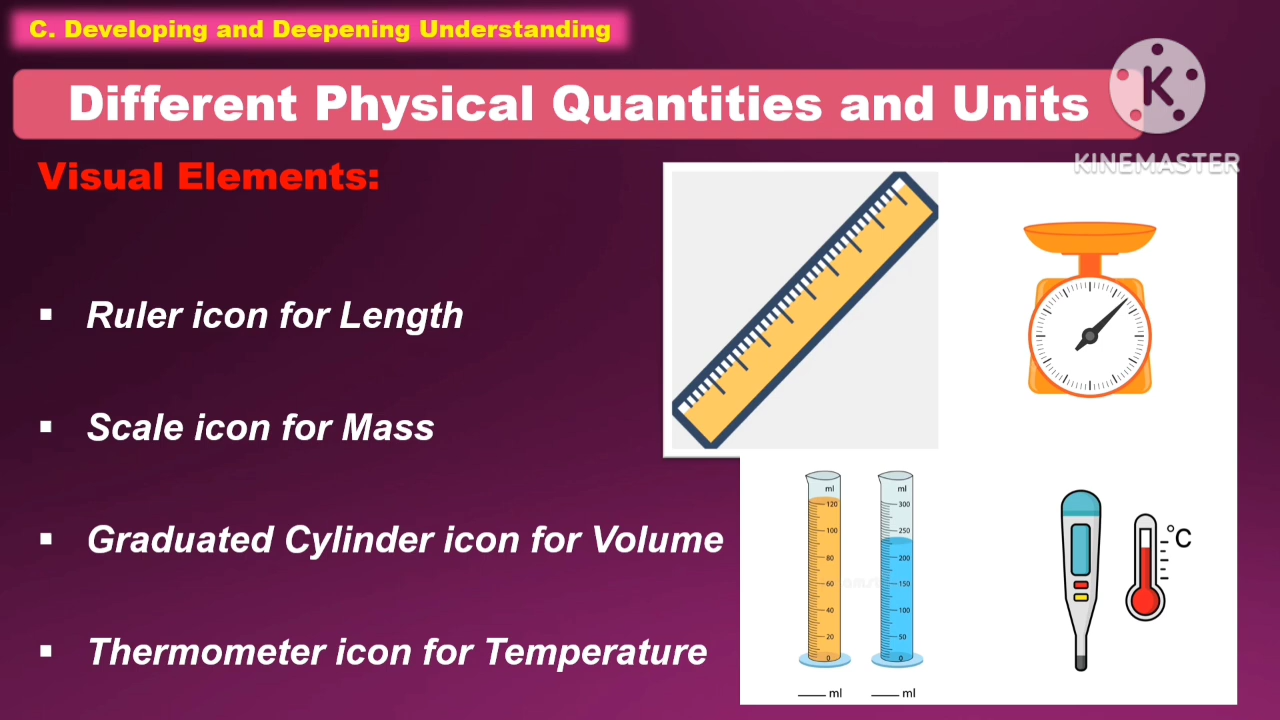 C. Developing and Deepening Understanding
Different Physical Quantities and Units
K
KINEMASTER
Visual Elements:
▪ Ruler icon for Length
▪ Scale icon for Mass
▪ Graduated Cylinder icon for Volume
▪ Thermometer icon for Temperature
ml
120
100
80
60
40
20
0
____ ml
ml
300
250
200
150
100
50
0
____ ml
°C